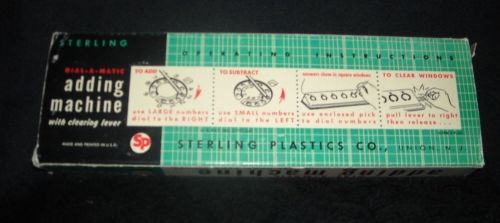 STERLING
DIAL-A-MATIC
adding
machine
with clearing lever
MADE AND PRINTED IN U.S.A.
Sp
OPERATING INSTRUCTIONS
TO ADD
use LARGE numbers
dial to the RIGHT
TO SUBTRACT
use SMALL numbers
dial to the LEFT
answers show in square windows
use enclosed pick
to dial numbers
TO CLEAR WINDOWS
pull lever to right
then release...
STERLING PLASTICS CO., UNION, N. J.
adding machine